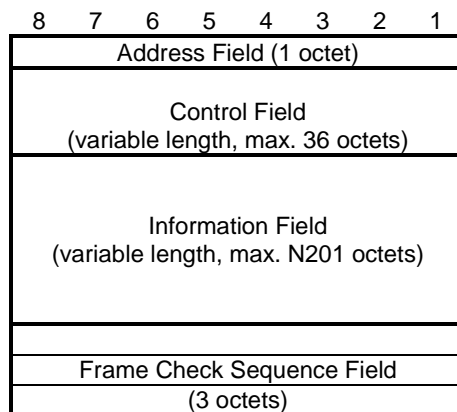 8 7 6 5 4 3 2 1
Address Field (1 octet)
Control Field
(variable length, max. 36 octets)
Information Field
(variable length, max. N201 octets)
Frame Check Sequence Field
(3 octets)